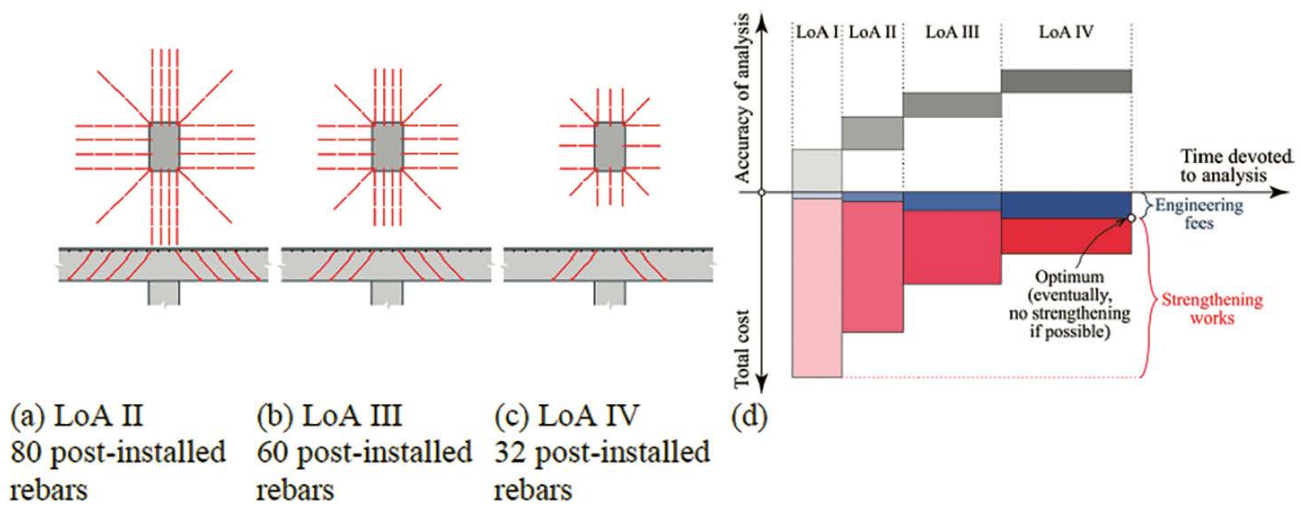 LoA I LoA II LoA III LoA IV
Accuracy of analysis
Time devoted
to analysis
Engineering
fees
Optimum
(eventually,
no strengthening
if possible)
Strengthening
works
Total cost
(a) LoA II
80 post-installed
rebars
(b) LoA III
60 post-installed
rebars
(c) LoA IV
32 post-installed
rebars
(d)